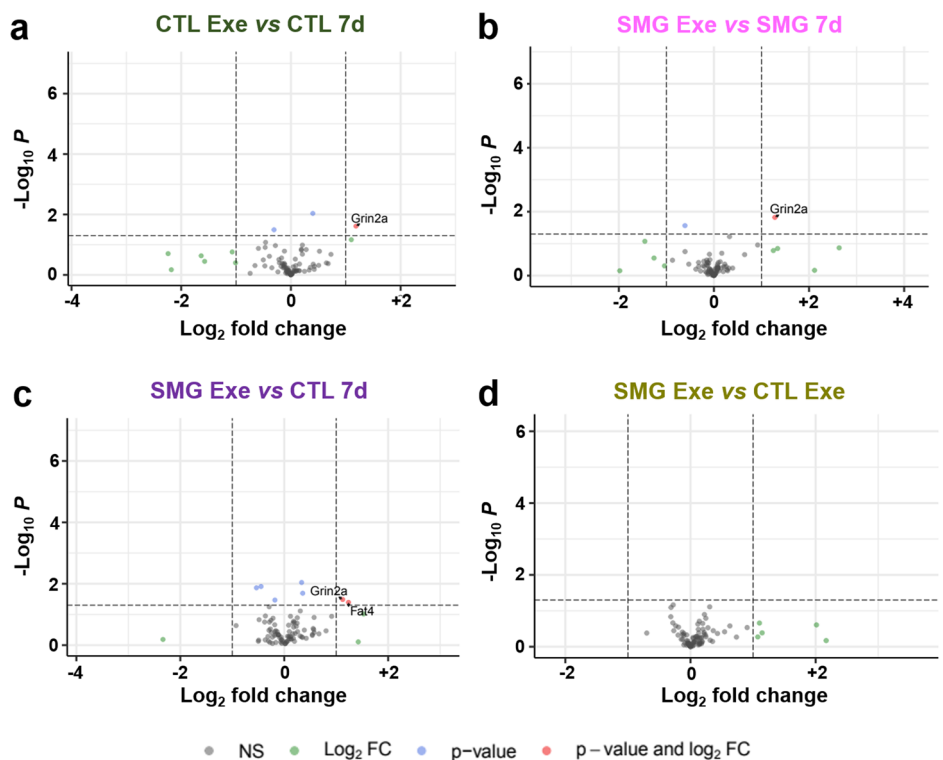 a
CTL Exe vs CTL 7d
-Log10 P
6
4
2
0
Grin2a
-4
-2
0
+2
Log2 fold change
b
SMG Exe vs SMG 7d
-Log10 P
6
4
2
0
Grin2a
-2
0
+2
+4
Log2 fold change
c
SMG Exe vs CTL 7d
-Log10 P
6
4
2
0
Grin2a
Fat4
-4
-2
0
+2
Log2 fold change
d
SMG Exe vs CTL Exe
-Log10 P
6
4
2
0
-2
0
+2
Log2 fold change
NS Log2 FC p-value p-value and log2 FC